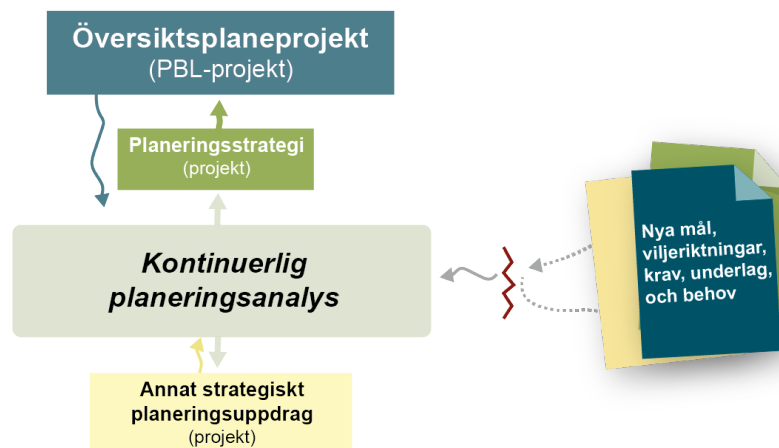 Översiktsplaneprojekt
(PBL-projekt)
Planeringsstrategi
(projekt)
Kontinuerlig
planeringsanalys
Nya mål,
viljeriktningar,
krav, underlag,
och behov
Annat strategiskt
planeringsuppdrag
(projekt)